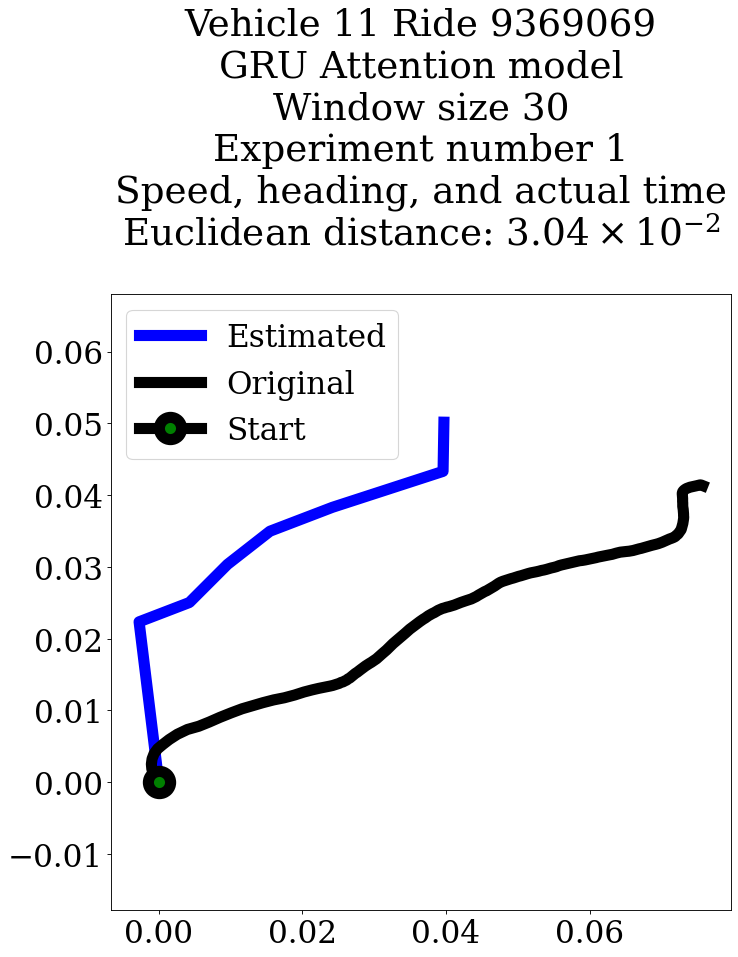 Vehicle 11 Ride 9369069
GRU Attention model
Window size 30
Experiment number 1
Speed, heading, and actual time
Euclidean distance: 3.04 × 10⁻²
Estimated
Original
Start
0.06
0.05
0.04
0.03
0.02
0.01
0.00
−0.01
0.00 0.02 0.04 0.06